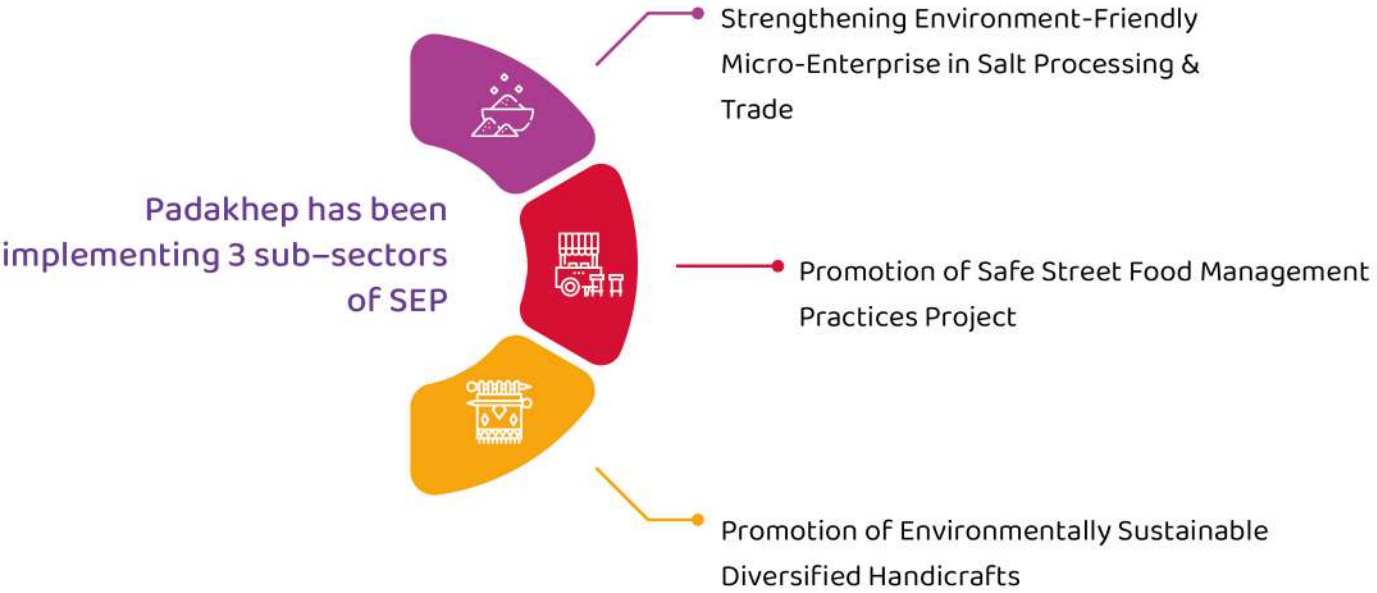 Strengthening Environment-Friendly
Micro-Enterprise in Salt Processing &
Trade
Padakhep has been
implementing 3 sub-sectors
of SEP
Promotion of Safe Street Food Management
Practices Project
Promotion of Environmentally Sustainable
Diversified Handicrafts